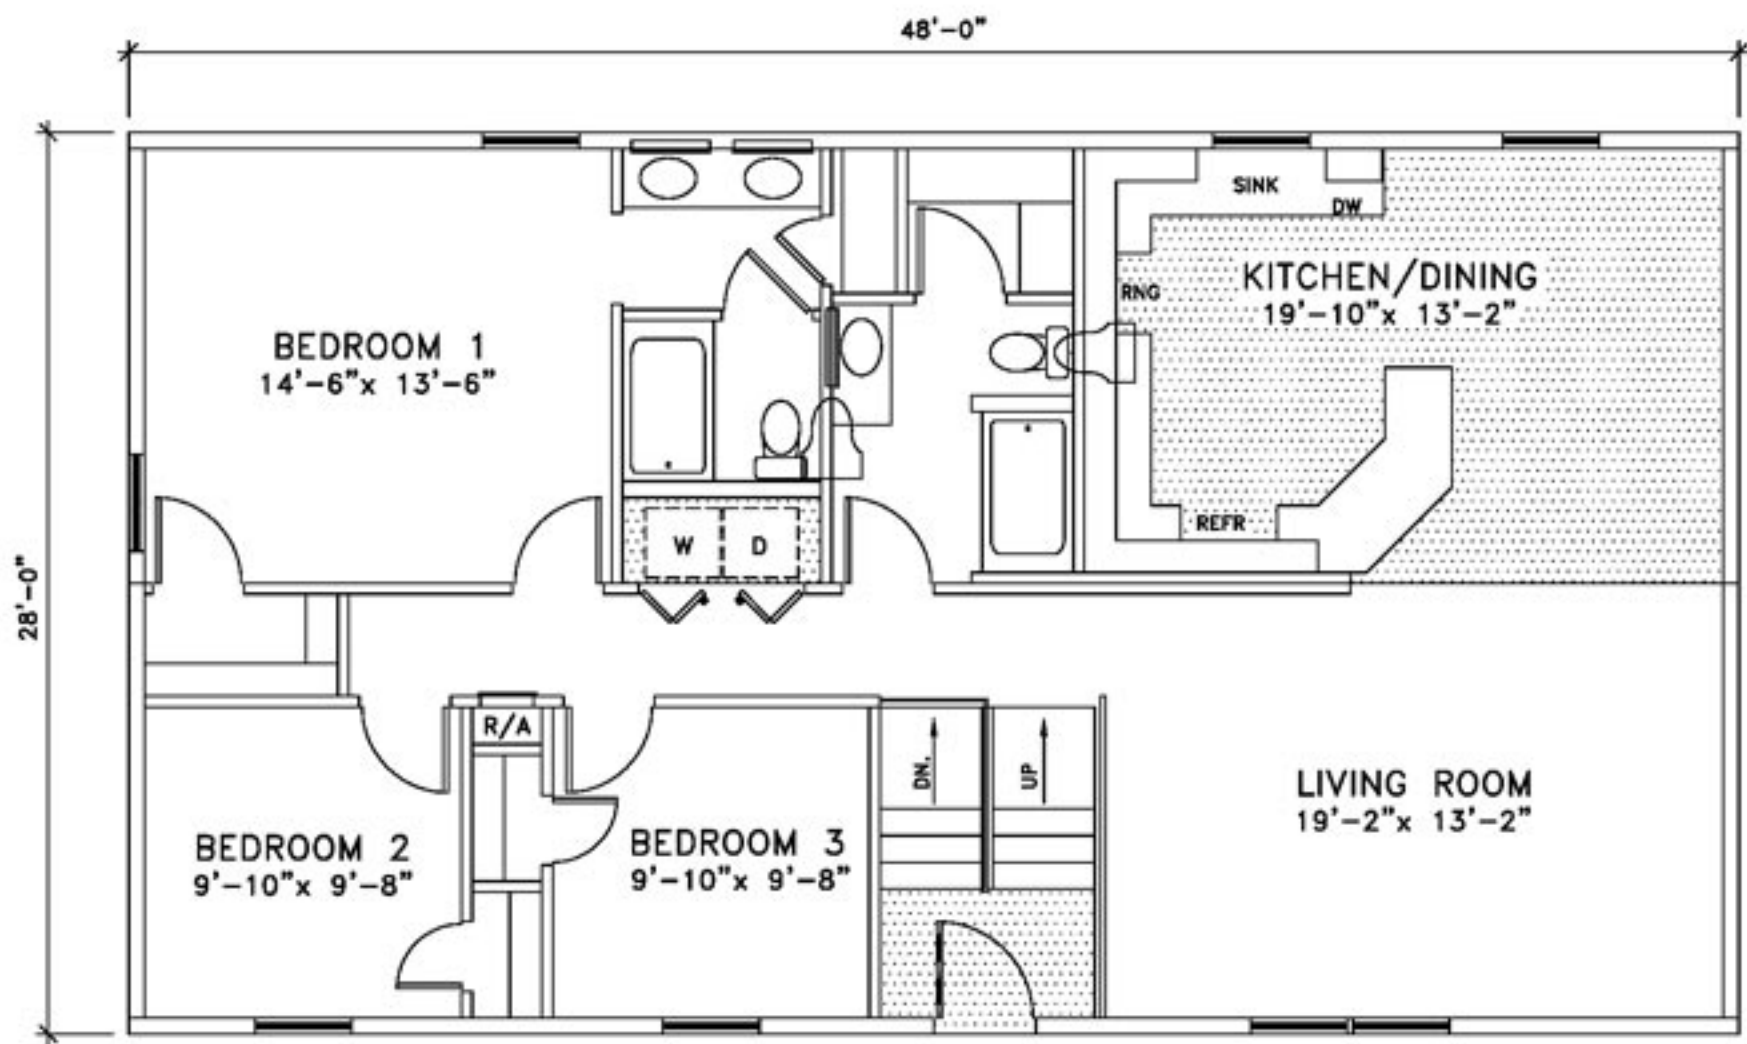 48'-0"
28'-0"
SINK
DW
KITCHEN/DINING
19'-10"x 13'-2"
RNG
REFR
BEDROOM 1
14'-6"x 13'-6"
W
D
R/A
DN.
UP
LIVING ROOM
19'-2"x 13'-2"
BEDROOM 2
9'-10"x 9'-8"
BEDROOM 3
9'-10"x 9'-8"